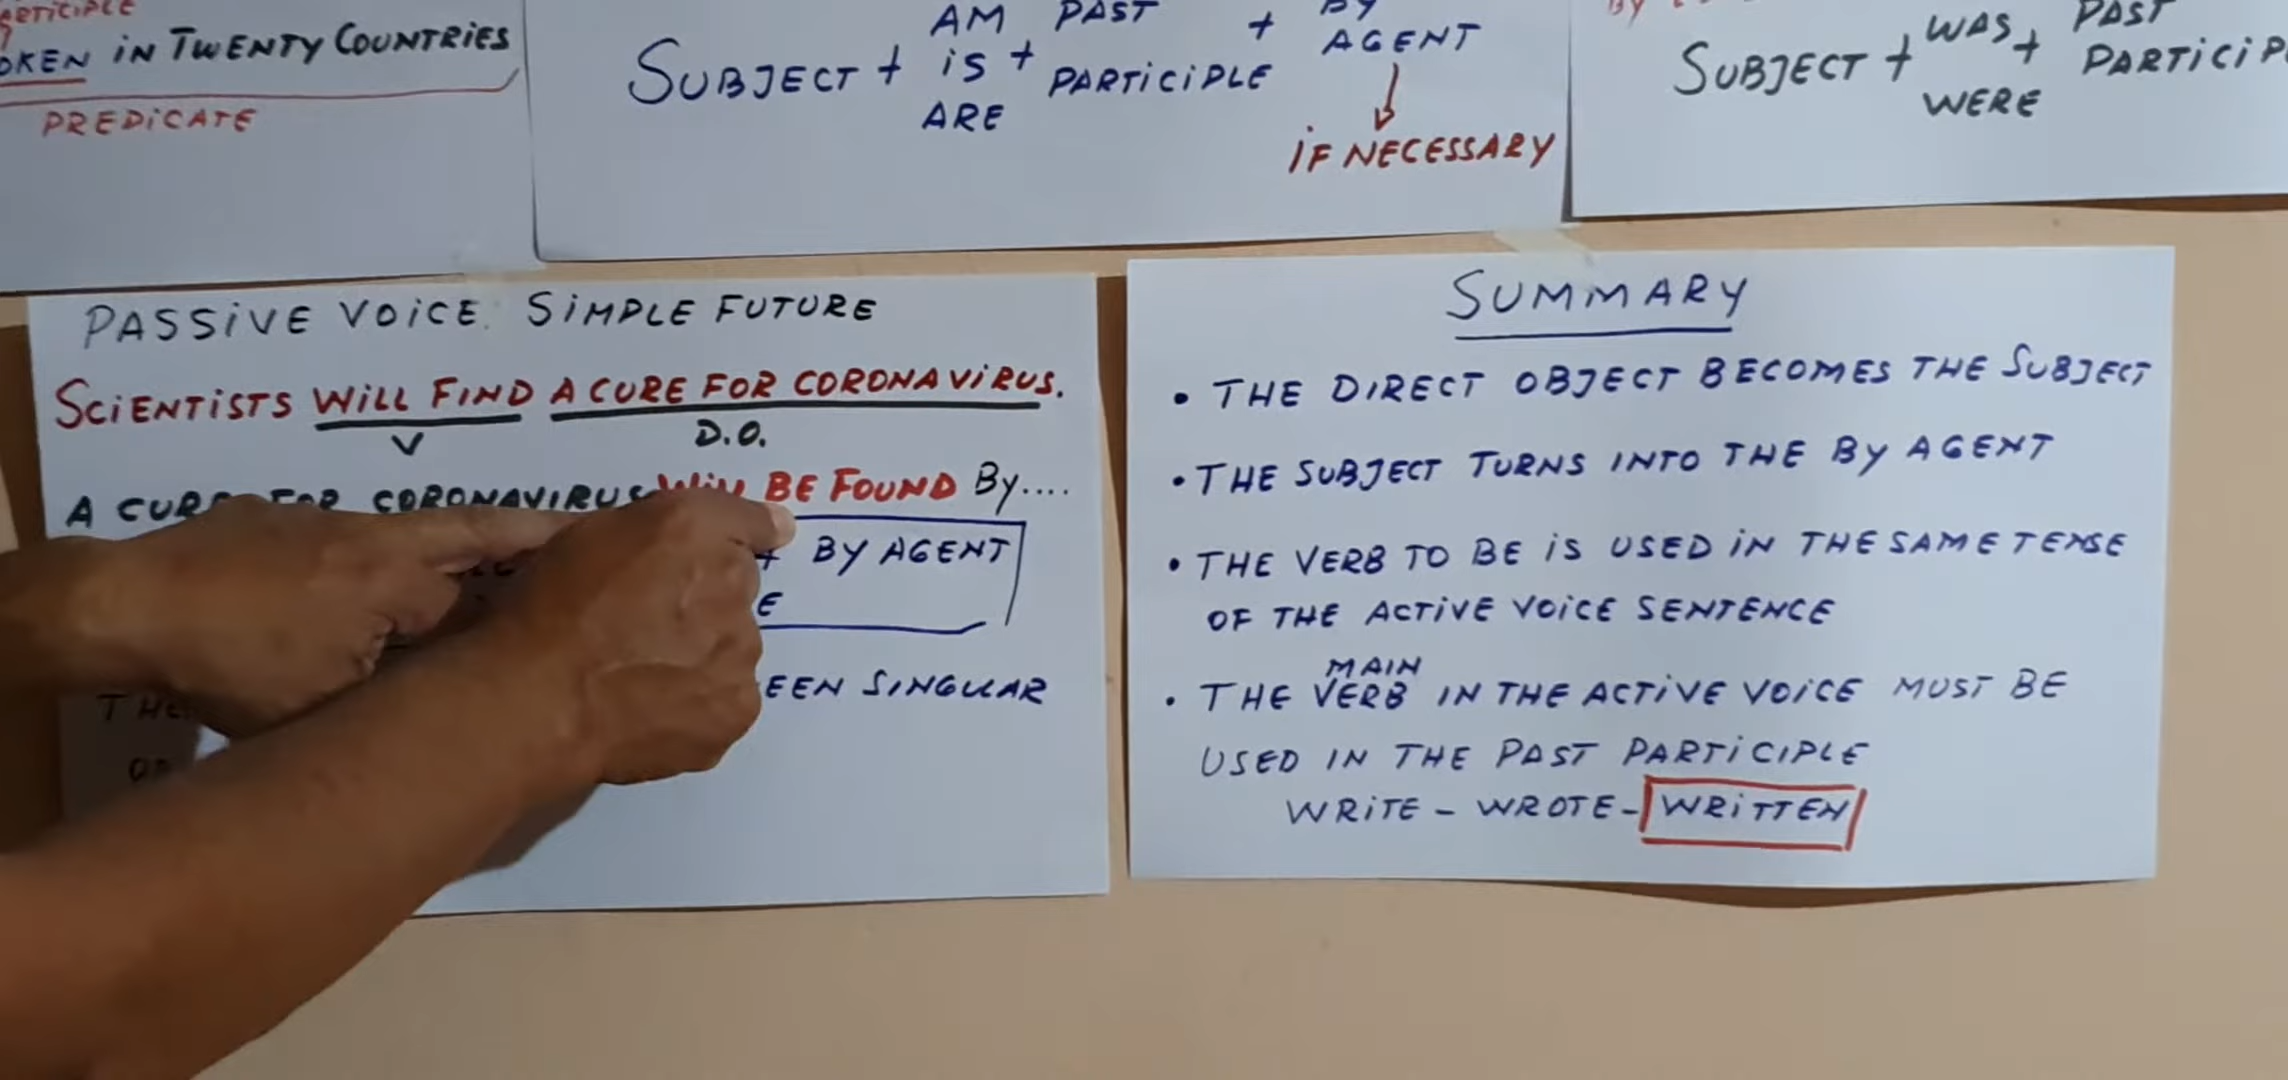 IN TWENTY COUNTRIES
PREDICATE
AM PAST
SUBJECT + IS + PARTICIPLE + AGENT
ARE
IF NECESSARY
WAS PAST
SUBJECT + +
WERE
PASSIVE VOICE: SIMPLE FUTURE
SCIENTISTS WILL FIND A CURE FOR CORONAVIRUS.
V D.O.
A CURE FOR CORONAVIRUS WILL BE FOUND BY....
+ BY AGENT
SINGULAR
SUMMARY
• THE DIRECT OBJECT BECOMES THE SUBJECT
• THE SUBJECT TURNS INTO THE BY AGENT
• THE VERB TO BE IS USED IN THE SAME TENSE
OF THE ACTIVE VOICE SENTENCE
MAIN
• THE VERB IN THE ACTIVE VOICE MUST BE
USED IN THE PAST PARTICIPLE
WRITE - WROTE - WRITTEN